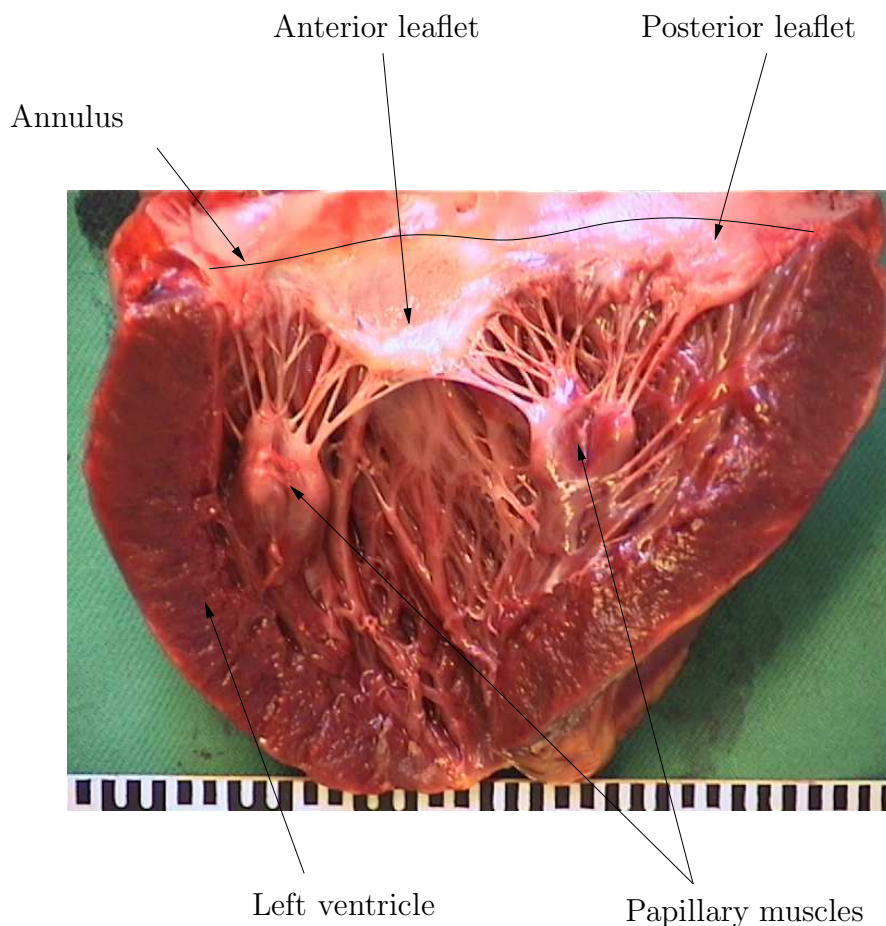 Anterior leaflet
Posterior leaflet
Annulus
Left ventricle
Papillary muscles